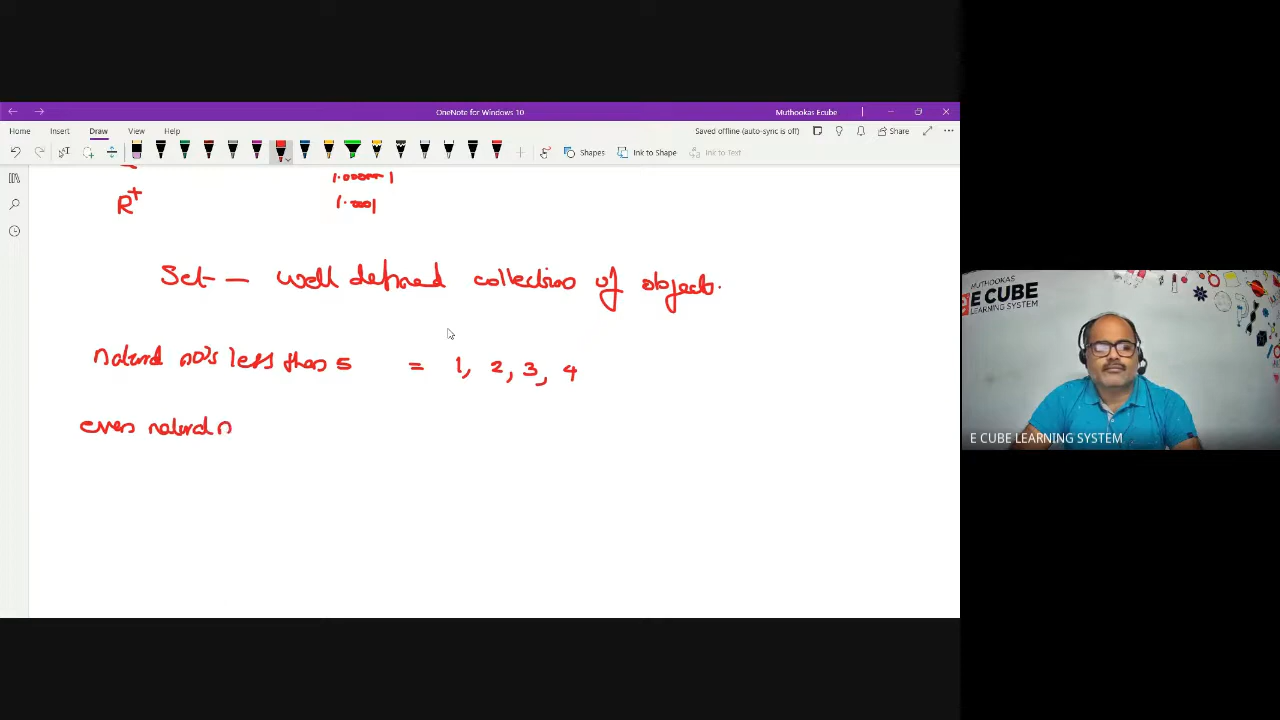 OneNote for Windows 10
Muthookas Ecube
Home Insert Draw View Help
Saved offline (auto-sync is off) Share
Shapes Ink to Shape Ink to Text
R+
1.0001
Set — well defined collection of objects.
natural no's less than 5 = 1, 2, 3, 4
even natural n
MUTHOOKAS
E CUBE
LEARNING SYSTEM
E CUBE LEARNING SYSTEM